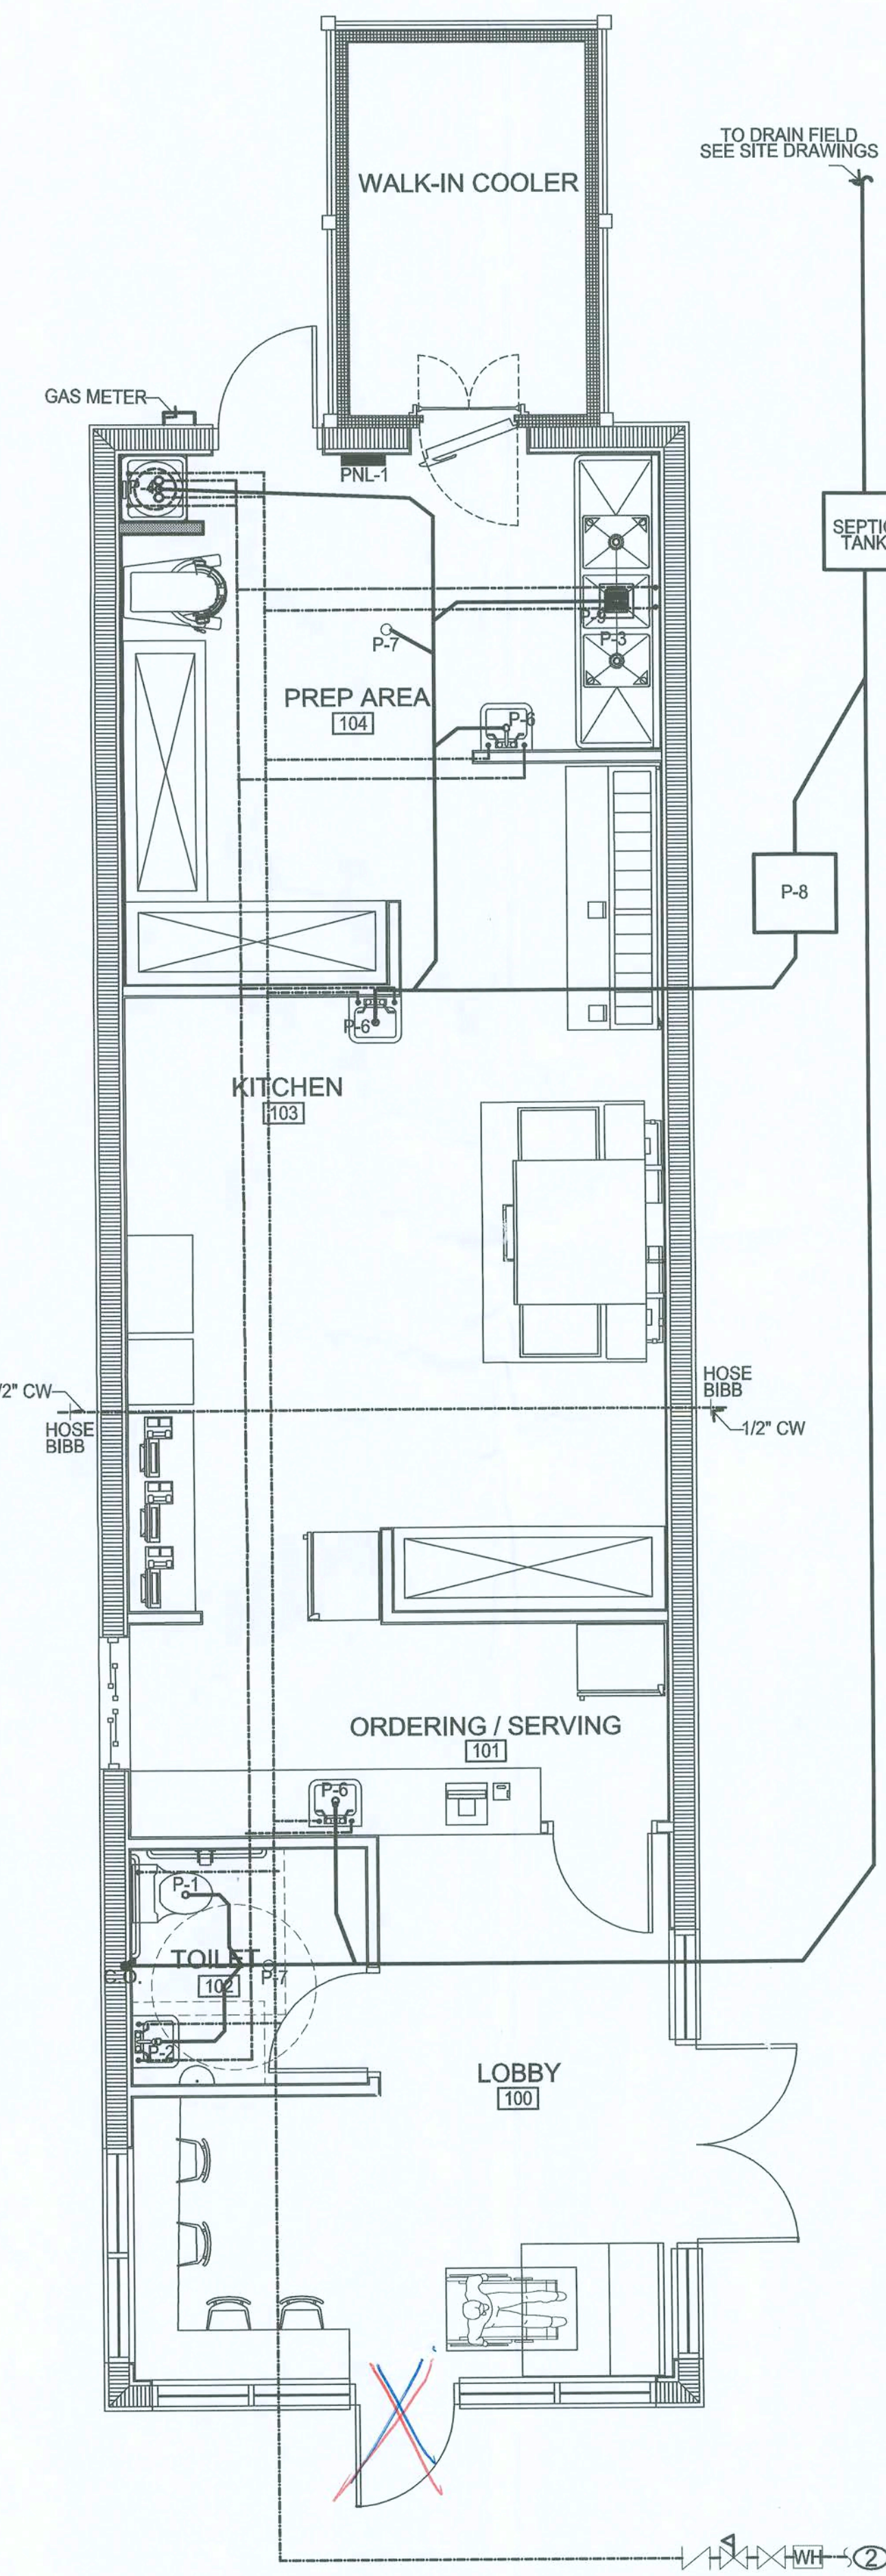 TO DRAIN FIELD
SEE SITE DRAWINGS
WALK-IN COOLER
GAS METER
PNL-1
SEPTIC
TANK
P-9
P-3
P-7
PREP AREA
104
P-6
P-8
P-6
KITCHEN
103
/2" CW
HOSE
BIBB
HOSE
BIBB
1/2" CW
ORDERING / SERVING
101
P-6
P-1
TOILET
C.O.
102
P-7
P-2
LOBBY
100
WH
2